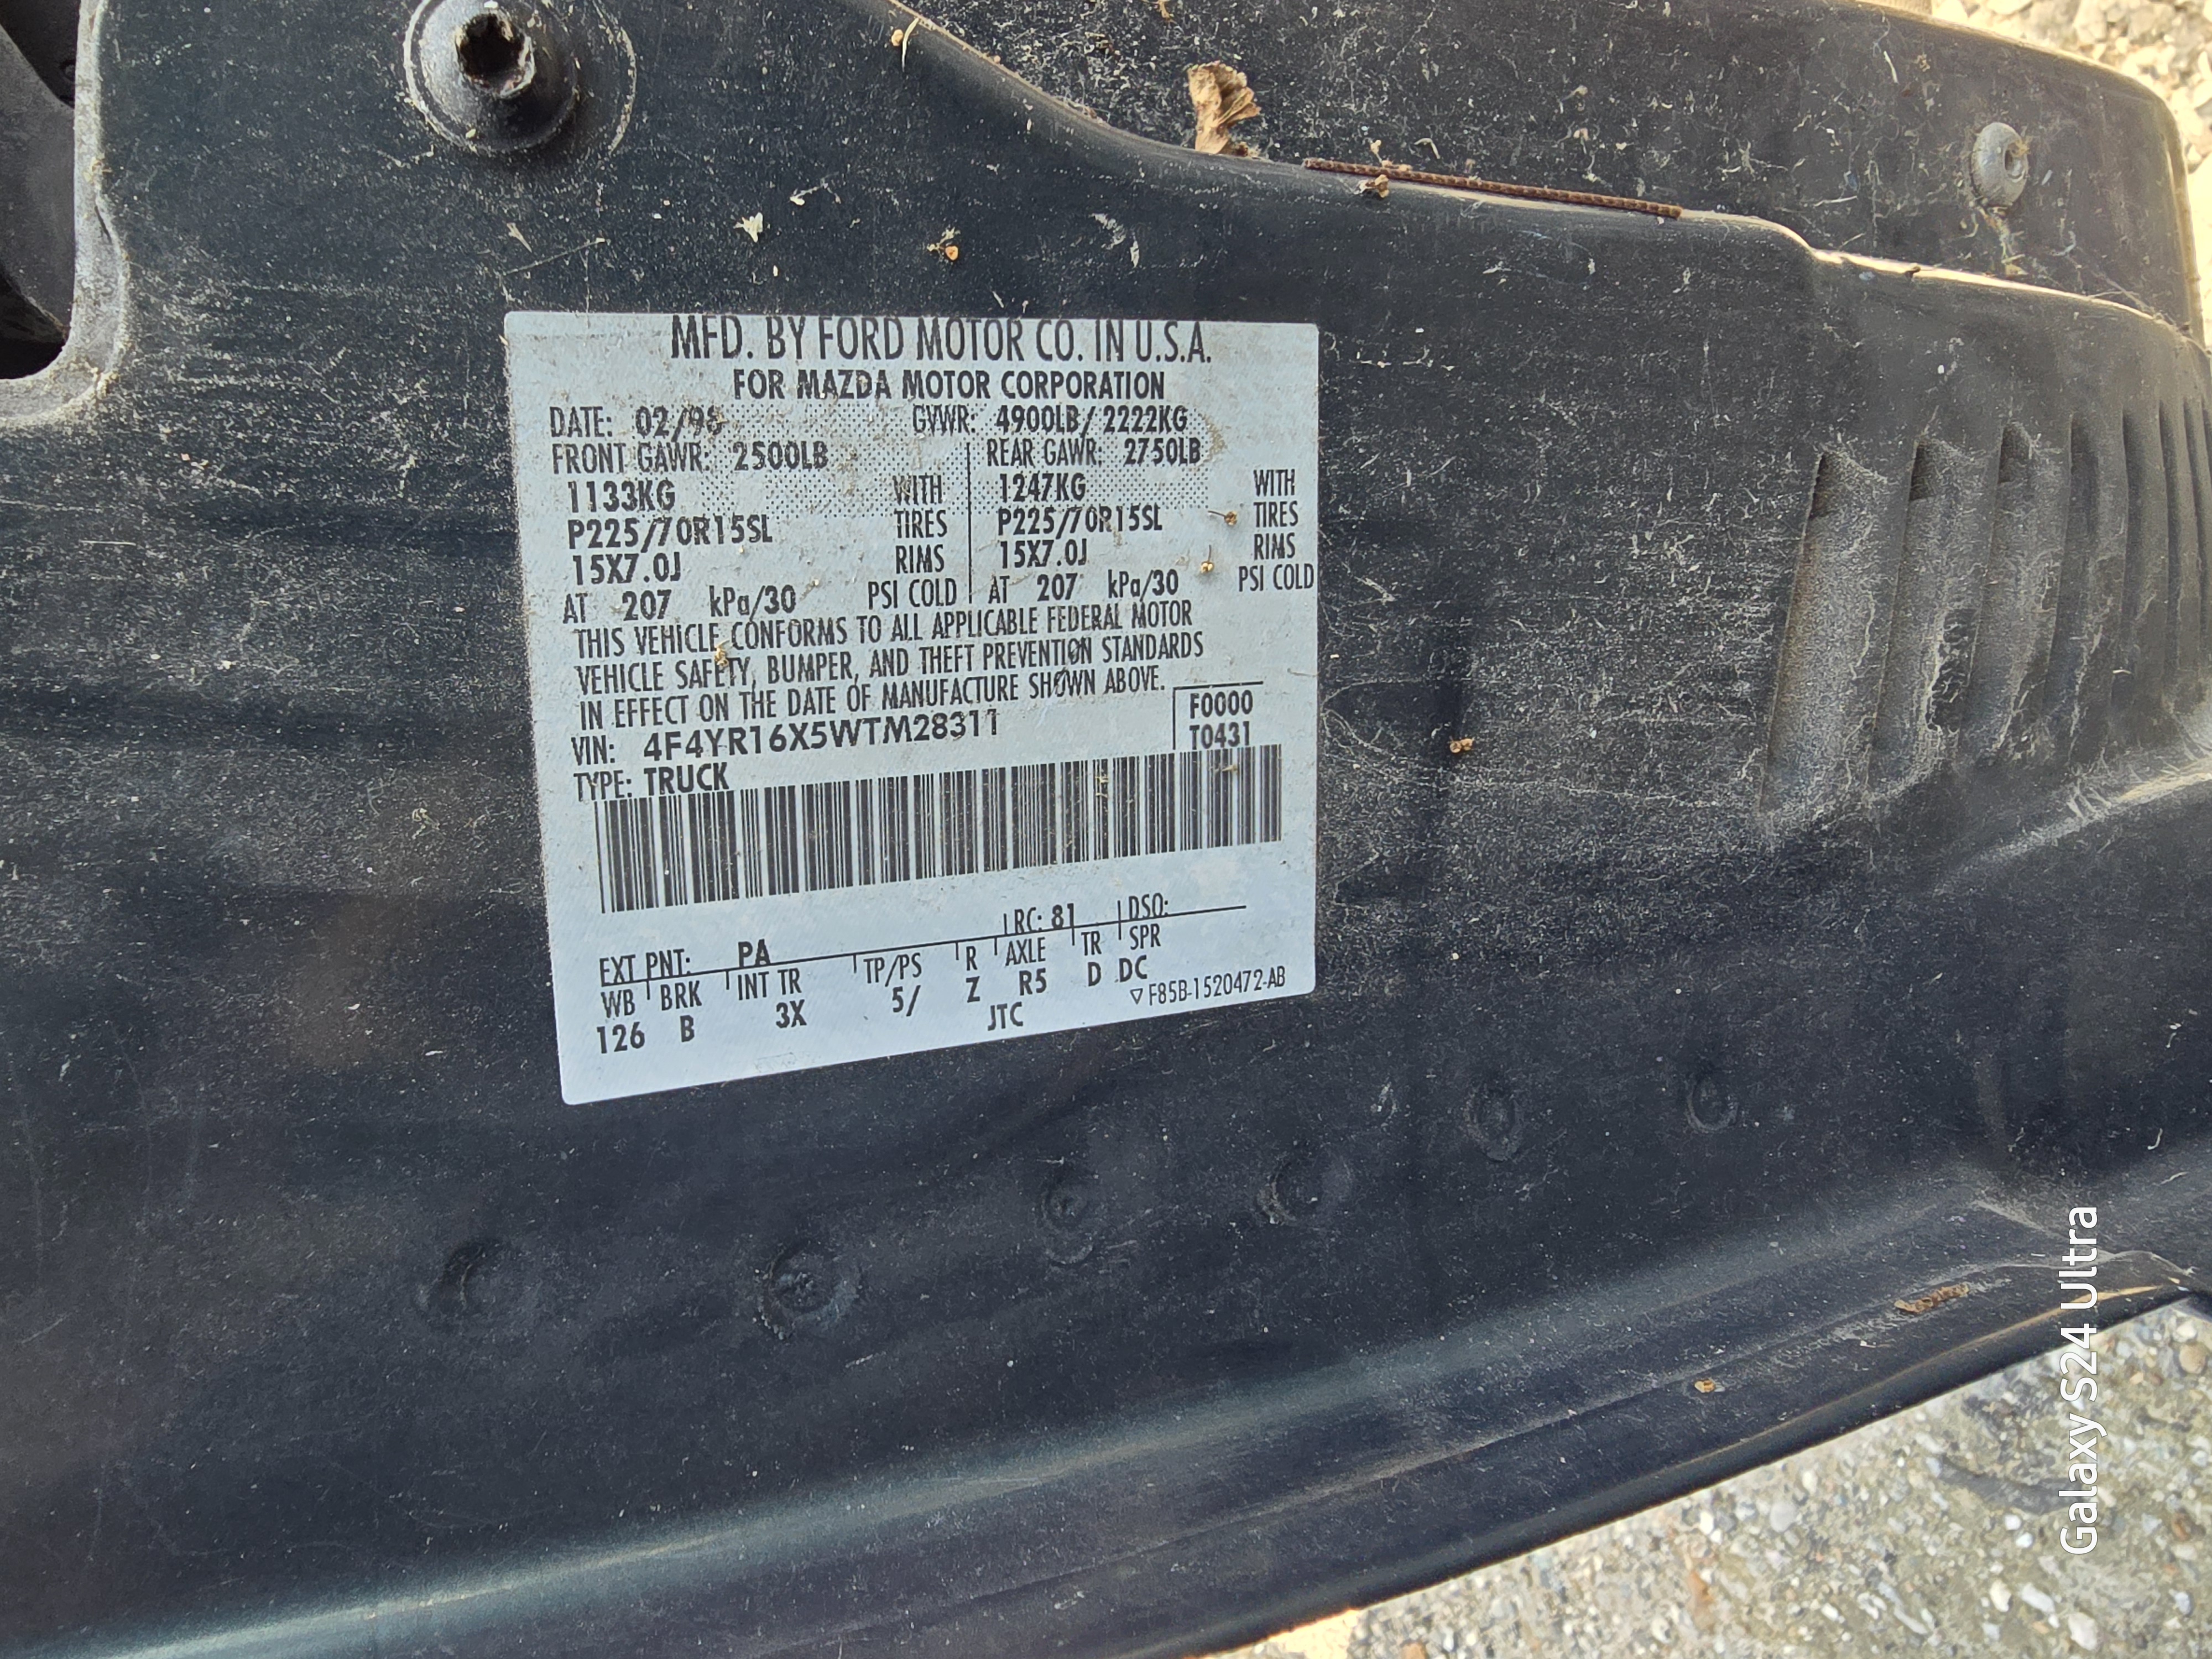 MFD. BY FORD MOTOR CO. IN U.S.A.
FOR MAZDA MOTOR CORPORATION
DATE: 02/98 GVWR: 4900LB/ 2222KG
FRONT GAWR: 2500LB REAR GAWR: 2750LB
1133KG WITH 1247KG WITH
P225/70R15SL TIRES P225/70R15SL TIRES
15X7.0J RIMS 15X7.0J RIMS
AT 207 kPa/30 PSI COLD AT 207 kPa/30 PSI COLD
THIS VEHICLE CONFORMS TO ALL APPLICABLE FEDERAL MOTOR
VEHICLE SAFETY, BUMPER, AND THEFT PREVENTION STANDARDS
IN EFFECT ON THE DATE OF MANUFACTURE SHOWN ABOVE.
VIN: 4F4YR16X5WTM28311 F0000
TYPE: TRUCK T0431
EXT PNT: PA RC: 81 DSO:
WB BRK INT TR TP/PS R AXLE TR SPR
126 B 3X 5/ Z R5 D DC
JTC ▽ F85B-1520472-AB
Galaxy S24 Ultra